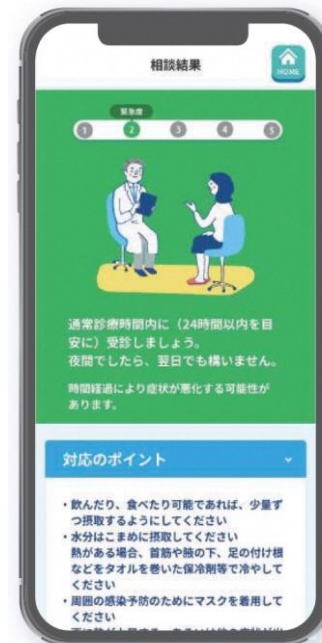 相談結果
HOME
緊急度
1 2 3 4 5
通常診療時間内に（24時間以内を目
安に）受診しましょう。
夜間でしたら、翌日でも構いません。
時間経過により症状が悪化する可能性が
あります。
対応のポイント
・飲んだり、食べたり可能であれば、少量ず
つ摂取するようにしてください
・水分はこまめに摂取してください
熱がある場合、首筋や腋の下、足の付け根
などをタオルを巻いた保冷剤等で冷やして
ください
・周囲の感染予防のためにマスクを着用して
ください